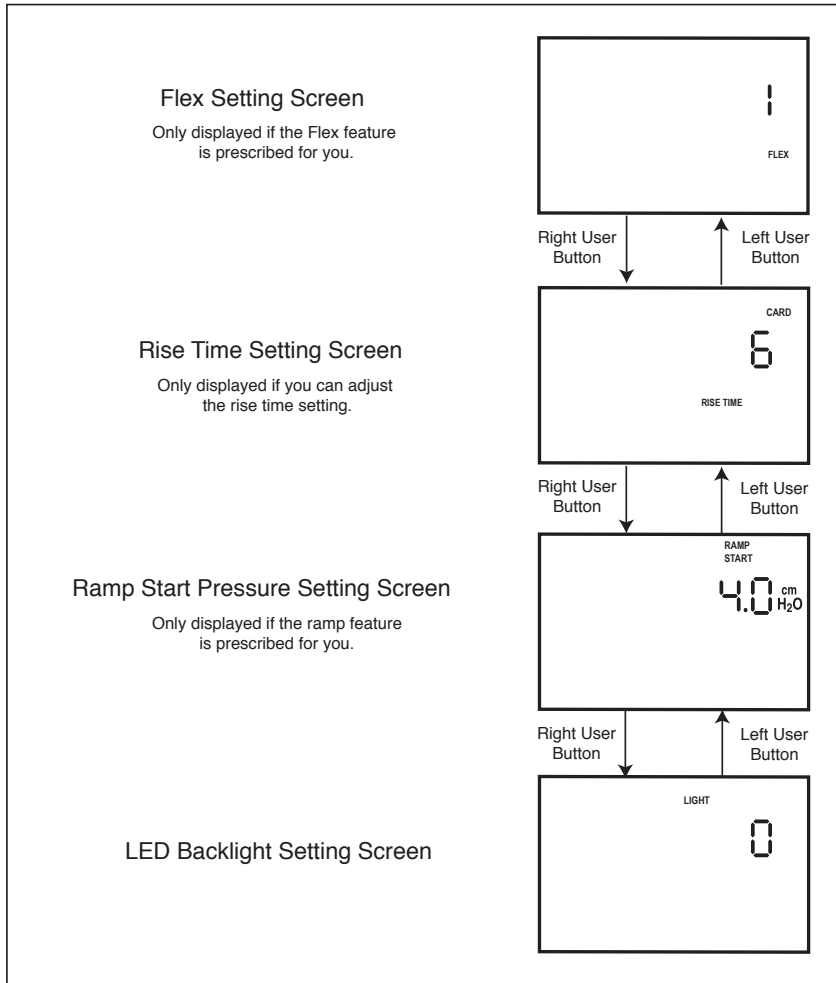 Flex Setting Screen
Only displayed if the Flex feature
is prescribed for you.
1
FLEX
Right User
Button
Left User
Button
Rise Time Setting Screen
Only displayed if you can adjust
the rise time setting.
CARD
6
RISE TIME
Right User
Button
Left User
Button
Ramp Start Pressure Setting Screen
Only displayed if the ramp feature
is prescribed for you.
RAMP
START
4.0 cm H₂O
Right User
Button
Left User
Button
LED Backlight Setting Screen
LIGHT
0